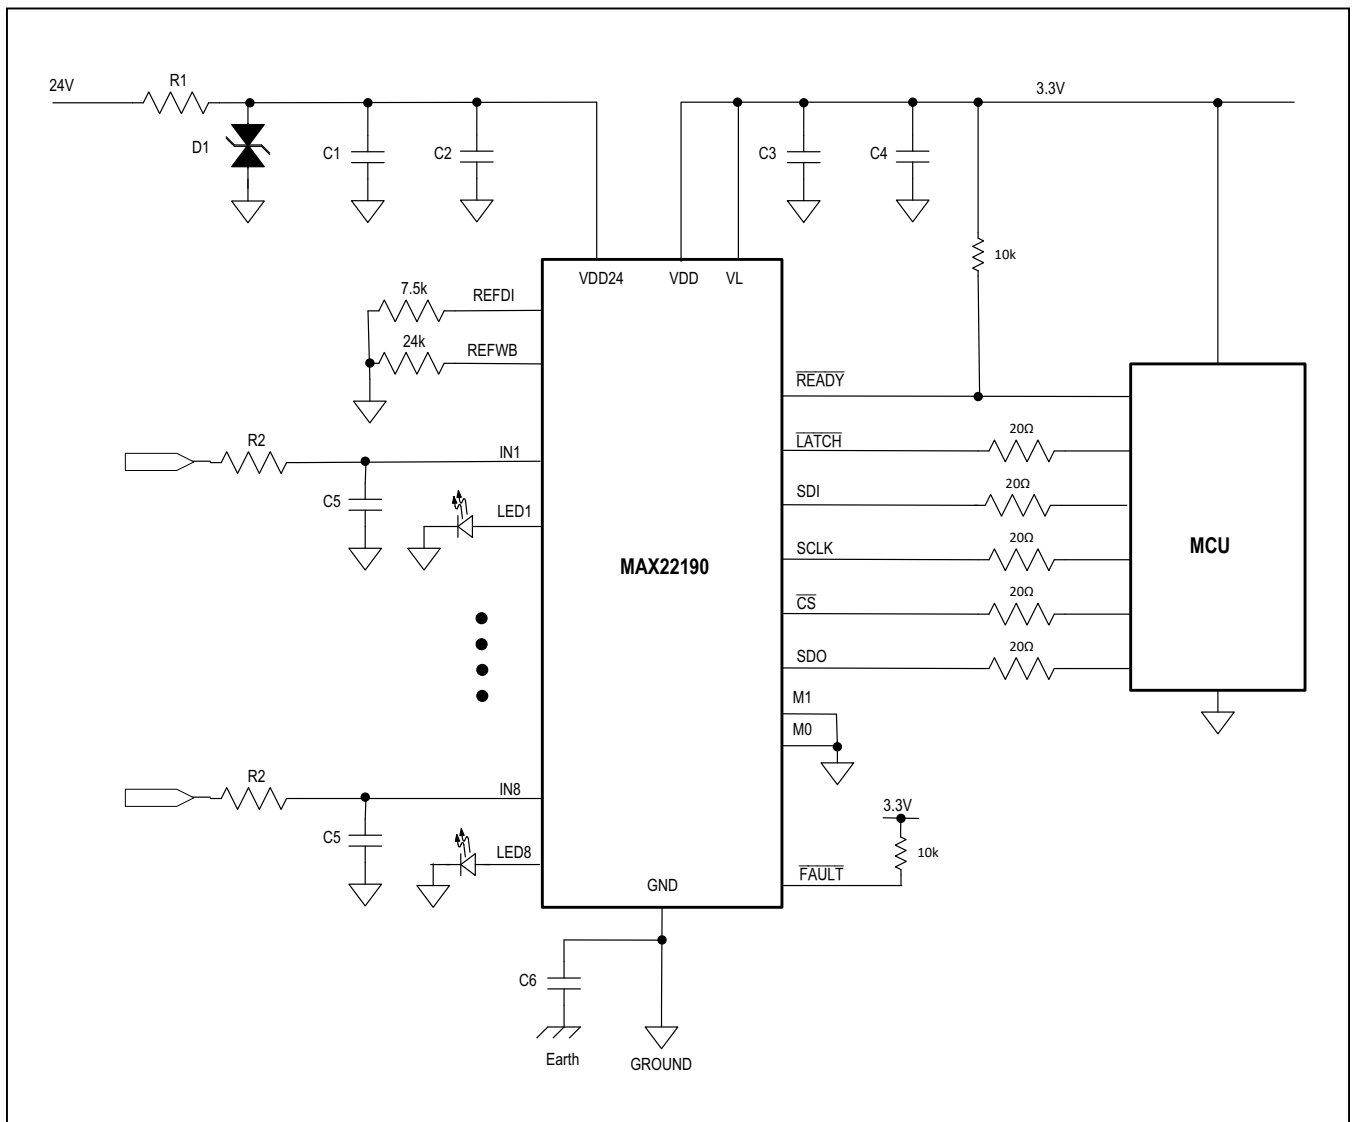 24V
R1
3.3V
D1
C1
C2
C3
C4
10k
VDD24
VDD
VL
7.5k
REFDI
24k
REFWB
READY
R2
IN1
LATCH
20Ω
C5
LED1
SDI
20Ω
MAX22190
SCLK
20Ω
MCU
CS
20Ω
SDO
20Ω
M1
M0
R2
IN8
3.3V
C5
LED8
10k
GND
FAULT
C6
Earth
GROUND